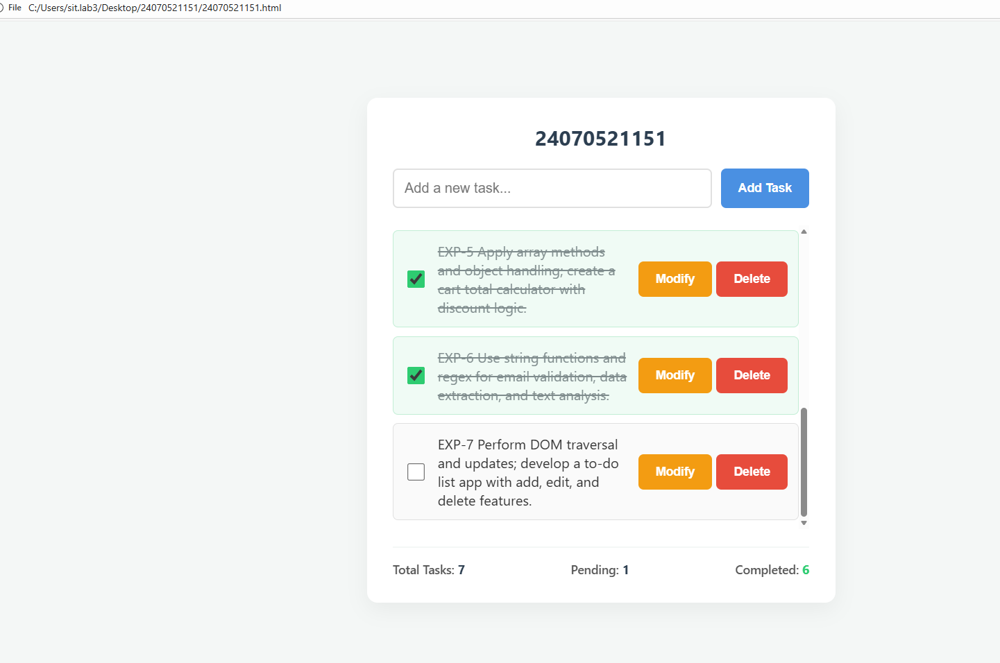 File C:/Users/sit.lab3/Desktop/24070521151/24070521151.html
24070521151
Add a new task...
Add Task
EXP-5 Apply array methods
and object handling; create a
cart total calculator with
discount logic.
Modify
Delete
EXP-6 Use string functions and
regex for email validation, data
extraction, and text analysis.
Modify
Delete
EXP-7 Perform DOM traversal
and updates; develop a to-do
list app with add, edit, and
delete features.
Modify
Delete
Total Tasks: 7
Pending: 1
Completed: 6